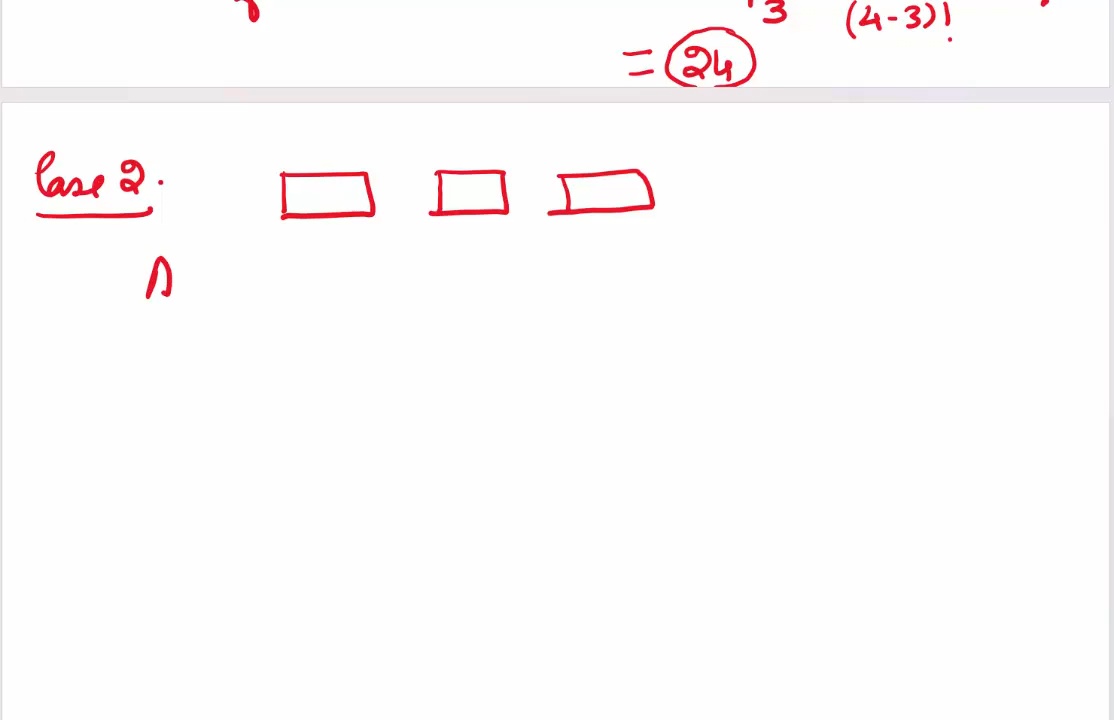 3 (4-3)!
= 24
Case 2.